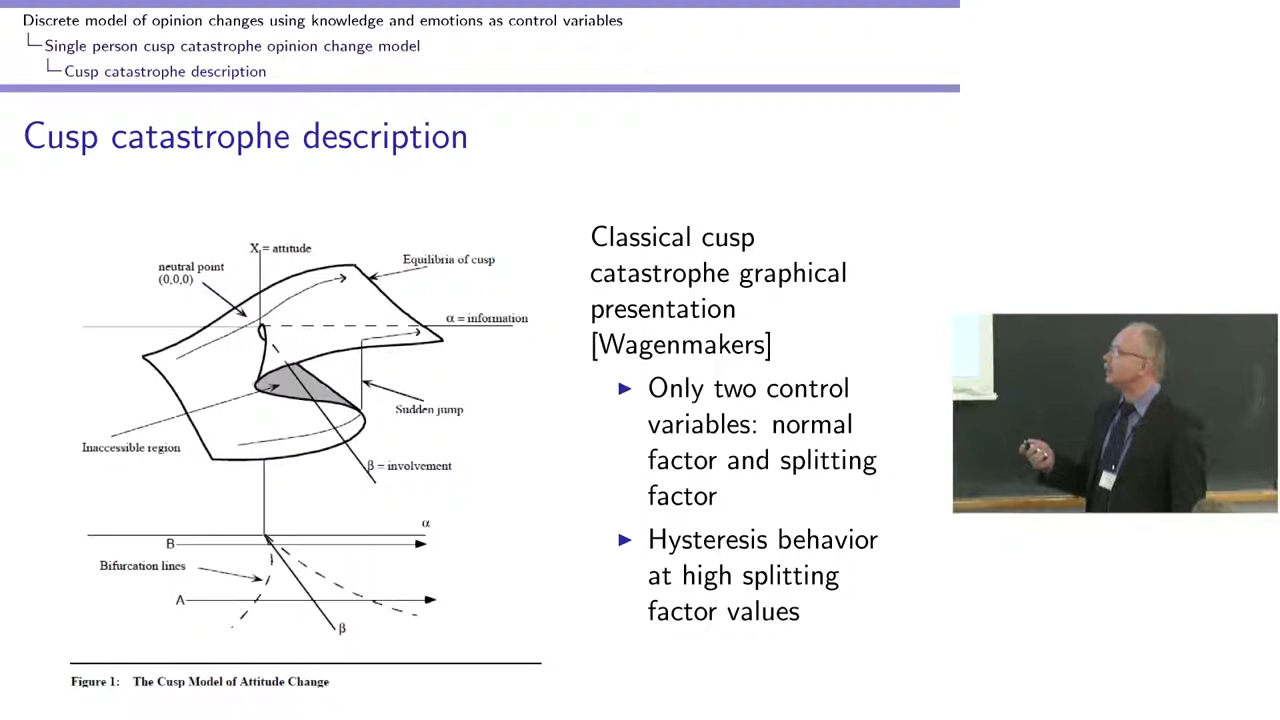 Discrete model of opinion changes using knowledge and emotions as control variables
Single person cusp catastrophe opinion change model
Cusp catastrophe description
Cusp catastrophe description
X = attitude
neutral point
(0,0,0)
Equilibria of cusp
α = information
Sudden jump
Inaccessible region
β = involvement
α
B
Bifurcation lines
A
β
Figure 1: The Cusp Model of Attitude Change
Classical cusp
catastrophe graphical
presentation
[Wagenmakers]
Only two control
variables: normal
factor and splitting
factor
Hysteresis behavior
at high splitting
factor values